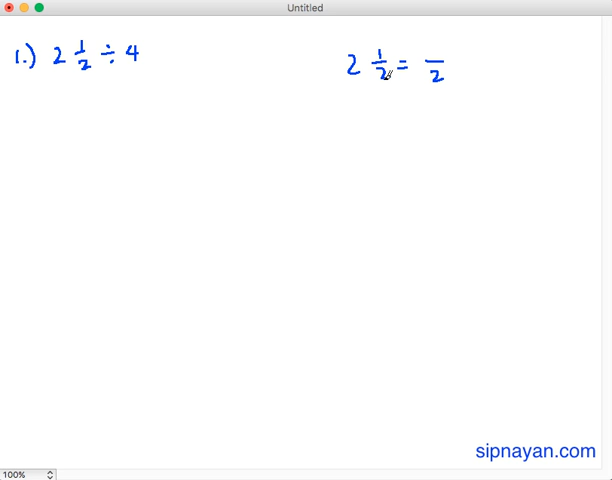 Untitled
1.) 2 1/2 ÷ 4
2 1/2 = /2
sipnayan.com
100%